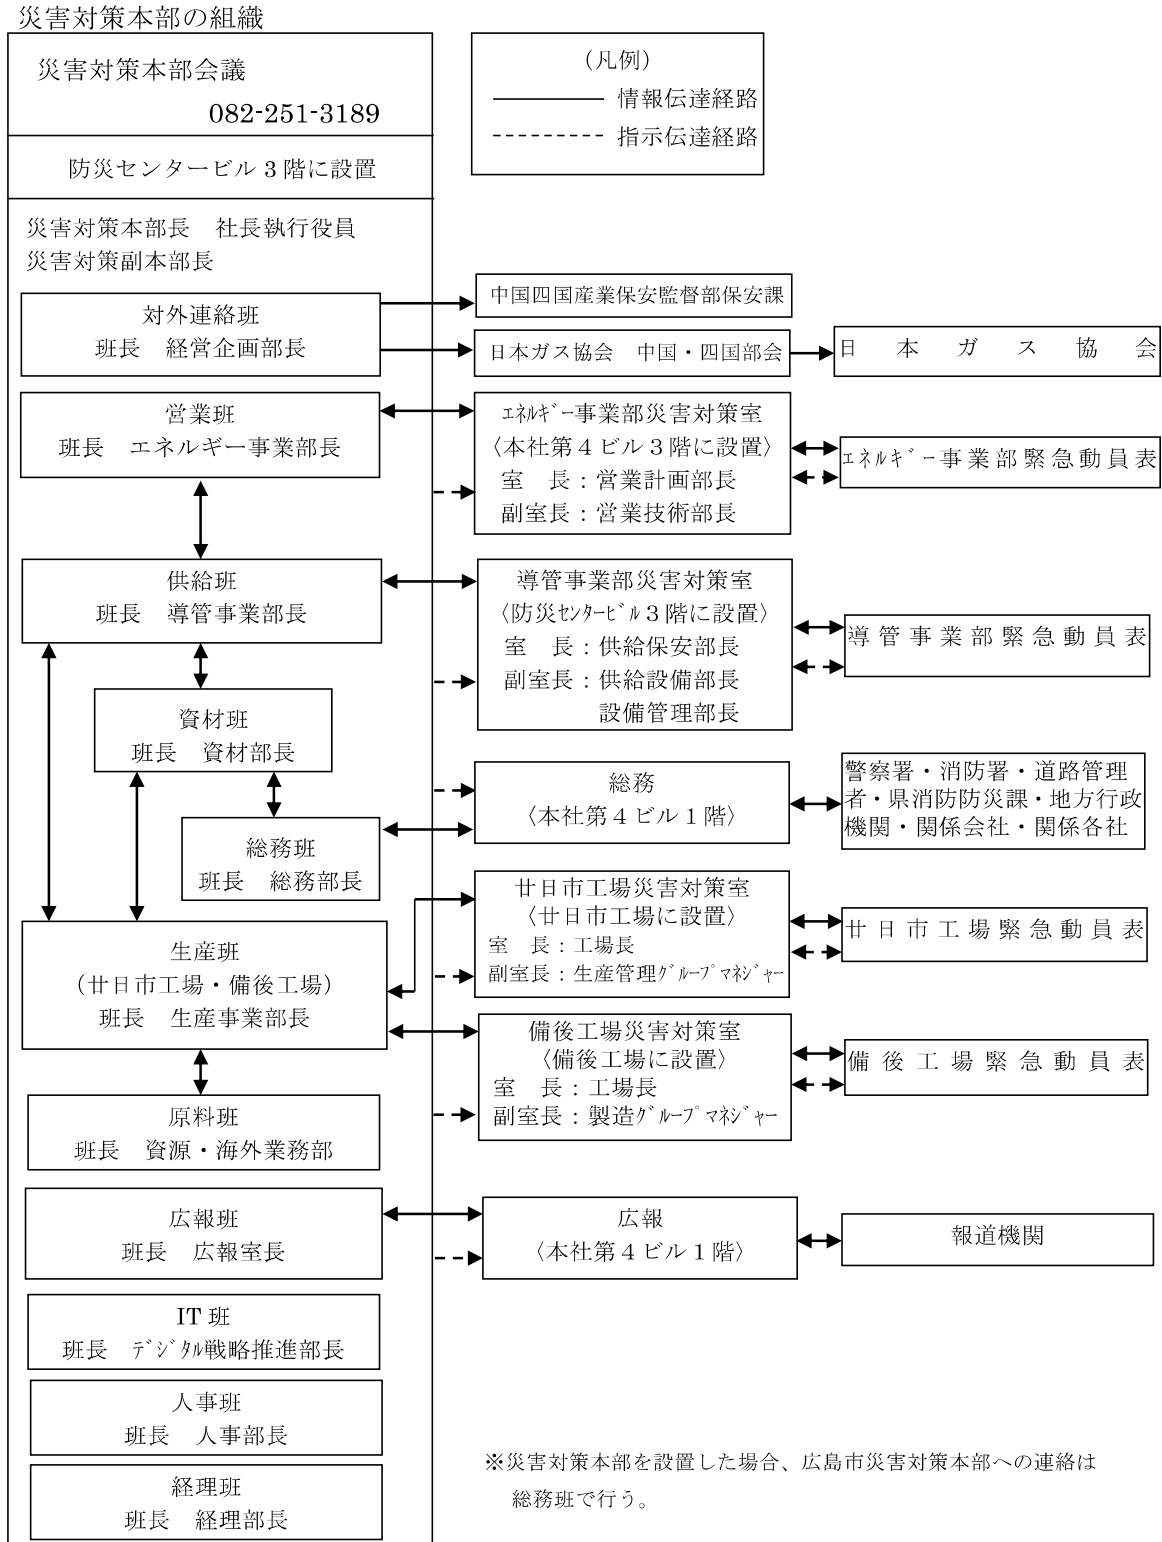 災害対策本部の組織
災害対策本部会議
082-251-3189
防災センタービル 3 階に設置
災害対策本部長　社長執行役員
災害対策副本部長
(凡例)
情報伝達経路
指示伝達経路
対外連絡班
班長　経営企画部長
中国四国産業保安監督部保安課
日本ガス協会　中国・四国部会
日本ガス協会
営業班
班長　エネルギー事業部長
エネルギー事業部災害対策室
〈本社第４ビル３階に設置〉
室　長：営業計画部長
副室長：営業技術部長
エネルギー事業部緊急動員表
供給班
班長　導管事業部長
導管事業部災害対策室
〈防災センタービル３階に設置〉
室　長：供給保安部長
副室長：供給設備部長
設備管理部長
導管事業部緊急動員表
資材班
班長　資材部長
総務班
班長　総務部長
総務
〈本社第４ビル１階〉
警察署・消防署・道路管理
者・県消防防災課・地方行政
機関・関係会社・関係各社
生産班
（廿日市工場・備後工場）
班長　生産事業部長
廿日市工場災害対策室
〈廿日市工場に設置〉
室　長：工場長
副室長：生産管理グループマネジャー
廿日市工場緊急動員表
備後工場災害対策室
〈備後工場に設置〉
室　長：工場長
副室長：製造グループマネジャー
備後工場緊急動員表
原料班
班長　資源・海外業務部
広報班
班長　広報室長
広報
〈本社第４ビル１階〉
報道機関
IT 班
班長　デジタル戦略推進部長
人事班
班長　人事部長
経理班
班長　経理部長
※災害対策本部を設置した場合、広島市災害対策本部への連絡は
総務班で行う。